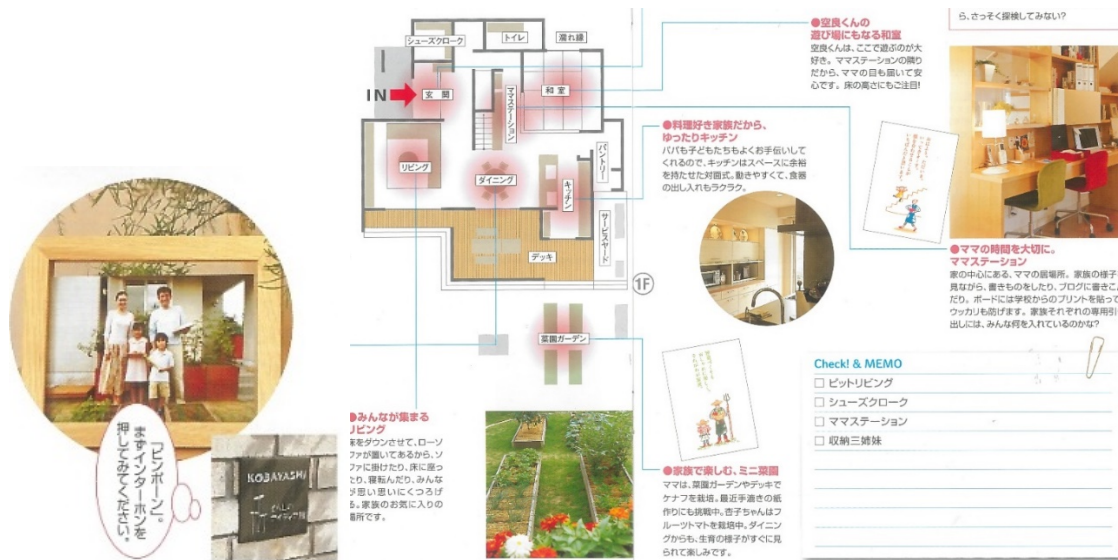 シューズクローク
トイレ
濡れ縁
IN
玄関
ママステーション
和室
リビング
ダイニング
キッチン
パントリー
サービスヤード
デッキ
1F
菜園ガーデン
「ピンポーン」。
まずインターホンを
押してみてください。
KOBAYASHI
●みんなが集まる
リビング
床をダウンさせて、ローソ
ファが置いてあるから、ソ
ファに掛けたり、床に座っ
たり、寝転んだり、みんな
が思い思いにくつろげ
る。家族のお気に入りの
場所です。
●空良くんの
遊び場にもなる和室
空良くんは、ここで遊ぶのが大
好き。ママステーションの隣り
だから、ママの目も届いて安
心です。床の高さにもご注目!
●料理好き家族だから、
ゆったりキッチン
パパも子どもたちもよくお手伝いして
くれるので、キッチンはスペースに余裕
を持たせた対面式。動きやすくて、食器
の出し入れもラクラク。
●家族で楽しむ、ミニ菜園
ママは、菜園ガーデンやデッキで
ケナフを栽培。最近手漉きの紙
作りにも挑戦中。杏子ちゃんはフ
ルーツトマトを栽培中。ダイニン
グからも、生育の様子がすぐに見
られて楽しみです。
ら、さっそく探検してみない?
●ママの時間を大切に。
ママステーション
家の中心にある、ママの居場所。家族の様子
見ながら、書きものをしたり、ブログに書きこ
だり。ボードには学校からのプリントを貼って
ウッカリも防げます。家族それぞれの専用引
出しには、みんな何を入れているのかな?
Check! & MEMO
□ ピットリビング
□ シューズクローク
□ ママステーション
□ 収納三姉妹